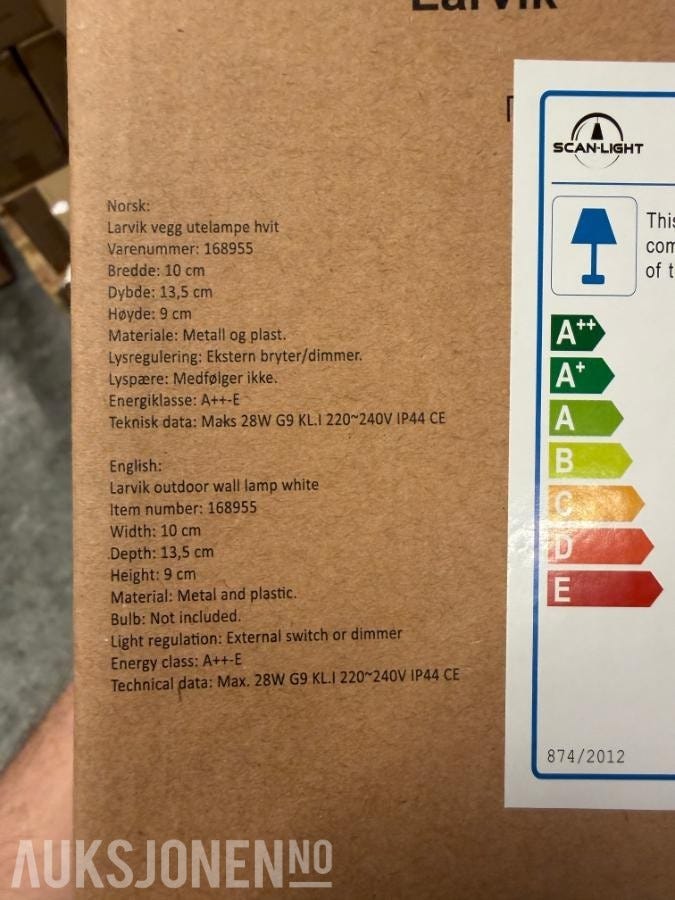 Larvik
SCAN-LIGHT
Norsk:
Larvik vegg utelampe hvit
Varenummer: 168955
Bredde: 10 cm
Dybde: 13,5 cm
Høyde: 9 cm
Materiale: Metall og plast.
Lysregulering: Ekstern bryter/dimmer.
Lyspære: Medfølger ikke.
Energiklasse: A++-E
Teknisk data: Maks 28W G9 KL.I 220~240V IP44 CE
English:
Larvik outdoor wall lamp white
Item number: 168955
Width: 10 cm
Depth: 13,5 cm
Height: 9 cm
Material: Metal and plastic.
Bulb: Not included.
Light regulation: External switch or dimmer
Energy class: A++-E
Technical data: Max. 28W G9 KL.I 220~240V IP44 CE
This
com
of t
A++
A+
A
B
C
D
E
874/2012
AUKSJONEN NO